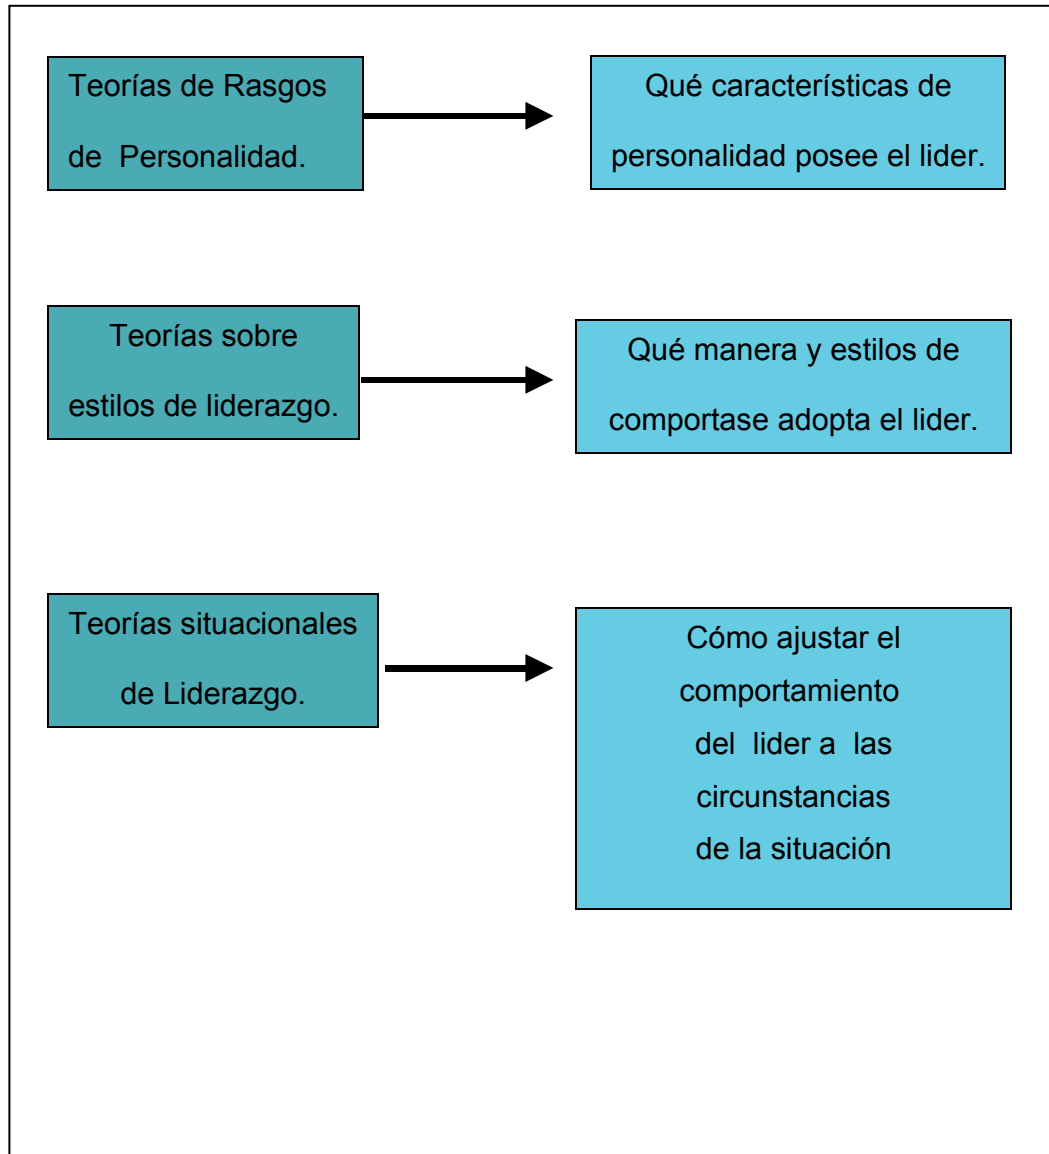 Teorías de Rasgos
de Personalidad.
Qué característícas de
personalidad posee el lider.
Teorías sobre
estilos de liderazgo.
Qué manera y estilos de
comportase adopta el lider.
Teorías situacionales
de Liderazgo.
Cómo ajustar el
comportamiento
del lider a las
circunstancias
de la situación